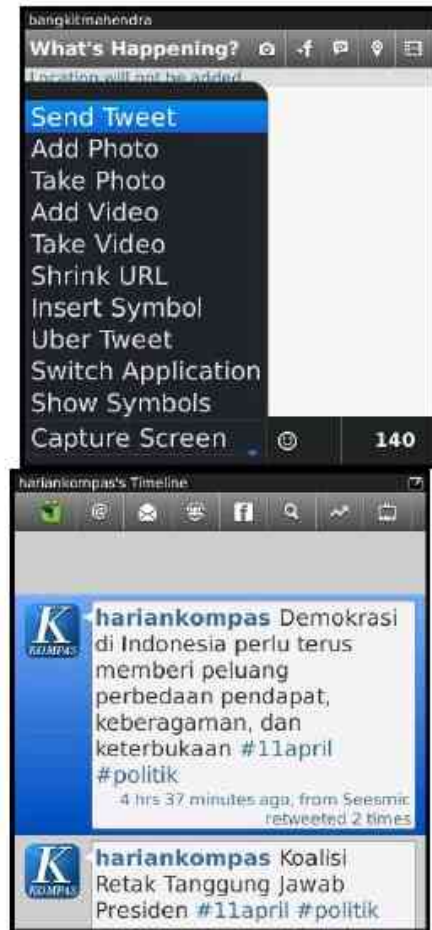 bangkitmahendra
What's Happening?
Location will not be added
Send Tweet
Add Photo
Take Photo
Add Video
Take Video
Shrink URL
Insert Symbol
Uber Tweet
Switch Application
Show Symbols
Capture Screen
140
hariankompas's Timeline
K
KOMPAS
hariankompas Demokrasi
di Indonesia perlu terus
memberi peluang
perbedaan pendapat,
keberagaman, dan
keterbukaan #11april
#politik
4 hrs 37 minutes ago, from Seesmic
retweeted 2 times
K
KOMPAS
hariankompas Koalisi
Retak Tanggung Jawab
Presiden #11april #politik